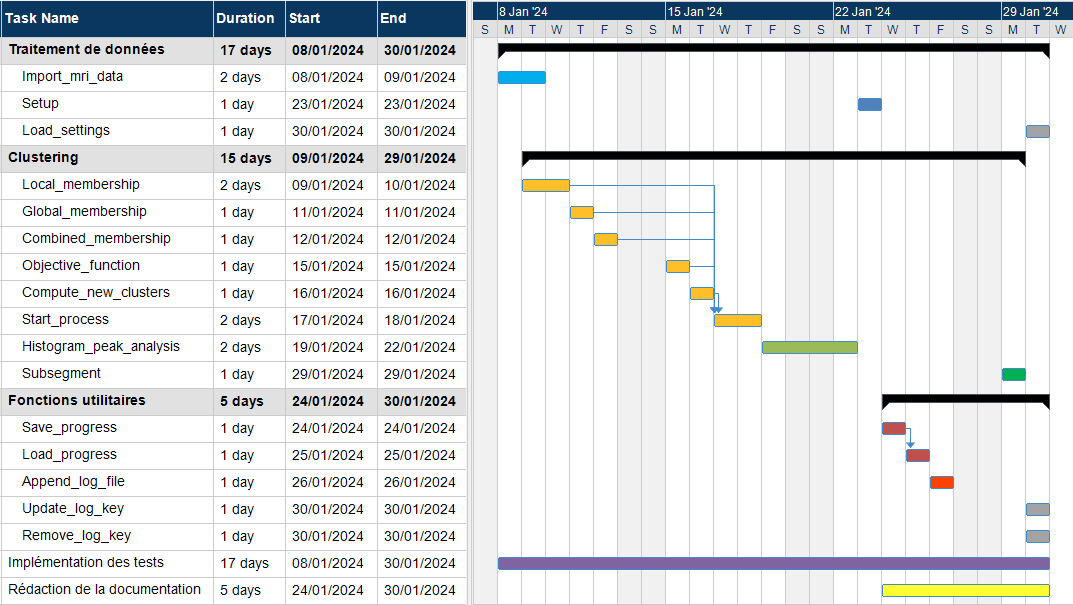 Task Name Duration Start End 8 Jan '24 15 Jan '24 22 Jan '24 29 Jan '24
S M T W T F S S M T W T F S S M T W T F S S M T W
Traitement de données 17 days 08/01/2024 30/01/2024
Import_mri_data 2 days 08/01/2024 09/01/2024
Setup 1 day 23/01/2024 23/01/2024
Load_settings 1 day 30/01/2024 30/01/2024
Clustering 15 days 09/01/2024 29/01/2024
Local_membership 2 days 09/01/2024 10/01/2024
Global_membership 1 day 11/01/2024 11/01/2024
Combined_membership 1 day 12/01/2024 12/01/2024
Objective_function 1 day 15/01/2024 15/01/2024
Compute_new_clusters 1 day 16/01/2024 16/01/2024
Start_process 2 days 17/01/2024 18/01/2024
Histogram_peak_analysis 2 days 19/01/2024 22/01/2024
Subsegment 1 day 29/01/2024 29/01/2024
Fonctions utilitaires 5 days 24/01/2024 30/01/2024
Save_progress 1 day 24/01/2024 24/01/2024
Load_progress 1 day 25/01/2024 25/01/2024
Append_log_file 1 day 26/01/2024 26/01/2024
Update_log_key 1 day 30/01/2024 30/01/2024
Remove_log_key 1 day 30/01/2024 30/01/2024
Implémentation des tests 17 days 08/01/2024 30/01/2024
Rédaction de la documentation 5 days 24/01/2024 30/01/2024